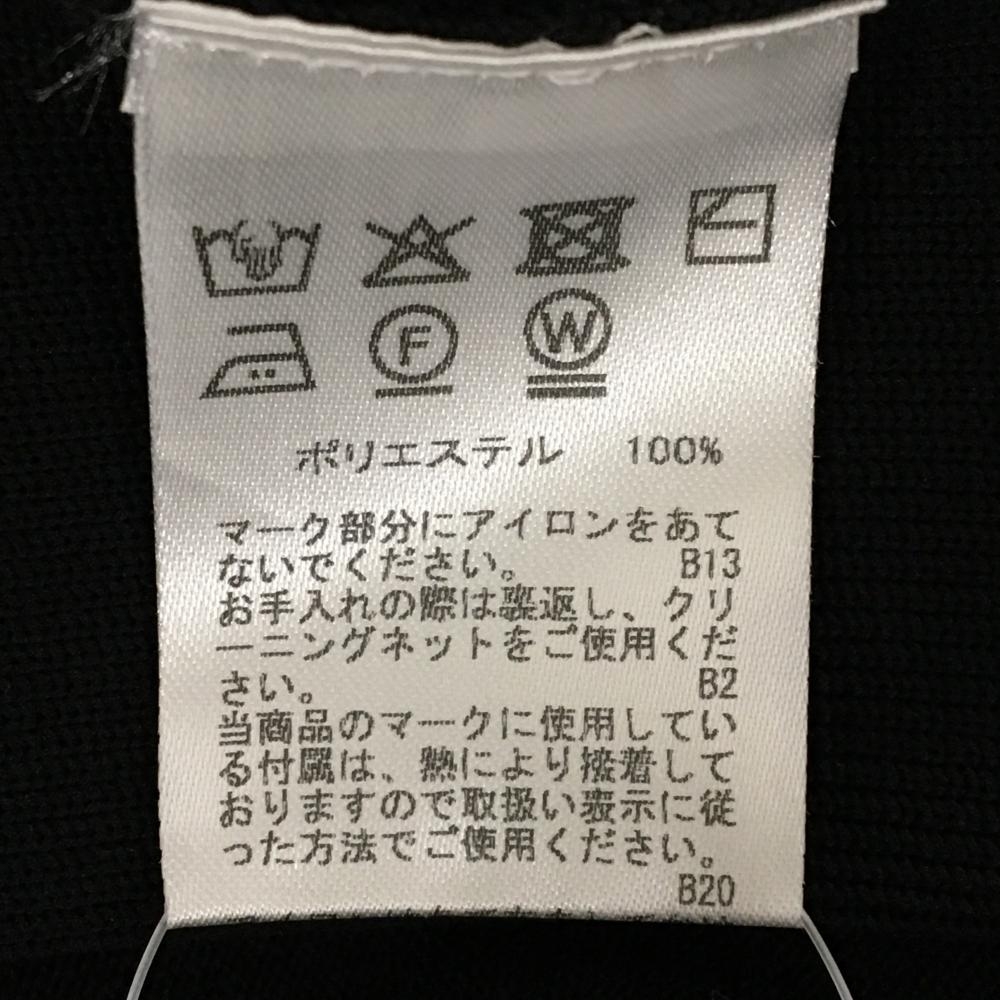 F W
ポリエステル 100%
マーク部分にアイロンをあて
ないでください。 B13
お手入れの際は裏返し、クリ
ーニングネットをご使用くだ
さい。 B2
当商品のマークに使用してい
る付属は、熱により接着して
おりますので取扱い表示に従
った方法でご使用ください。
B20